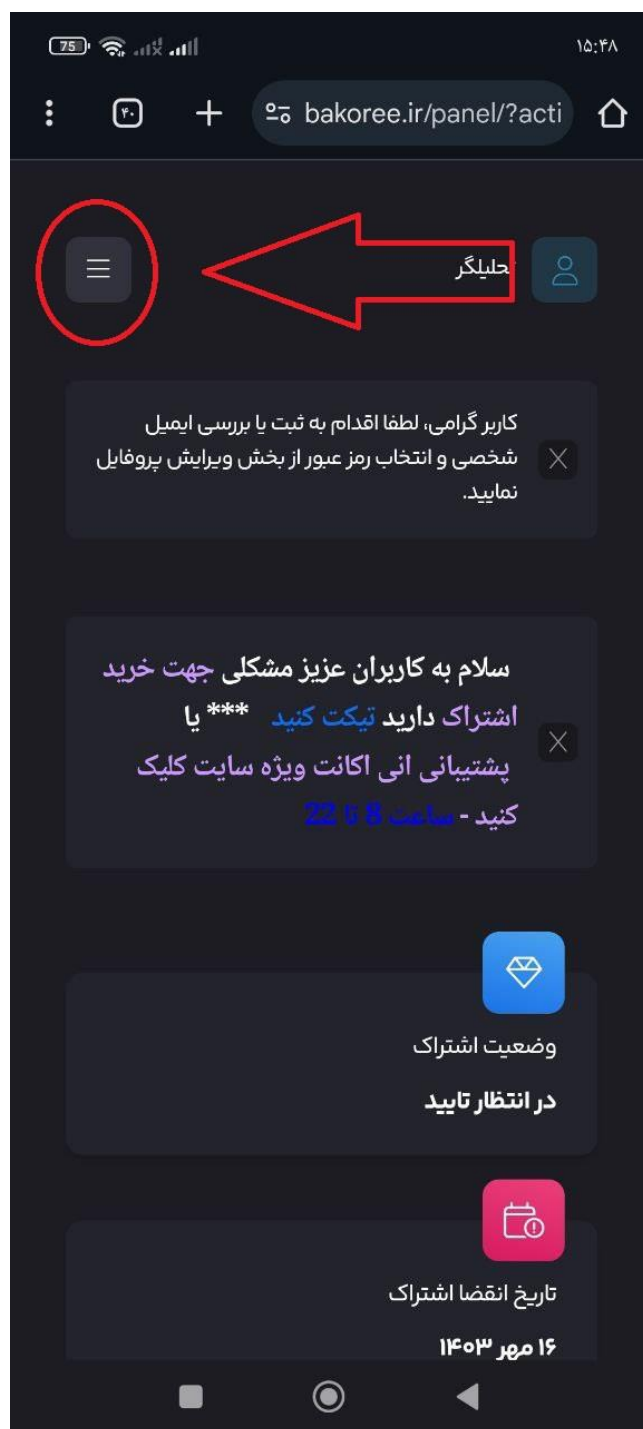 75
۱۵:۴۸
۴۰
bakoree.ir/panel/?acti
تحلیلگر
کاربر گرامی، لطفا اقدام به ثبت یا بررسی ایمیل
شخصی و انتخاب رمز عبور از بخش ویرایش پروفایل
نمایید.
سلام به کاربران عزیز مشکلی جهت خرید
اشتراک دارید تیکت کنید *** یا
پشتیبانی انی اکانت ویژه سایت کلیک
کنید - ساعت 8 تا 22
وضعیت اشتراک
در انتظار تایید
تاریخ انقضا اشتراک
۱۶ مهر ۱۴۰۳